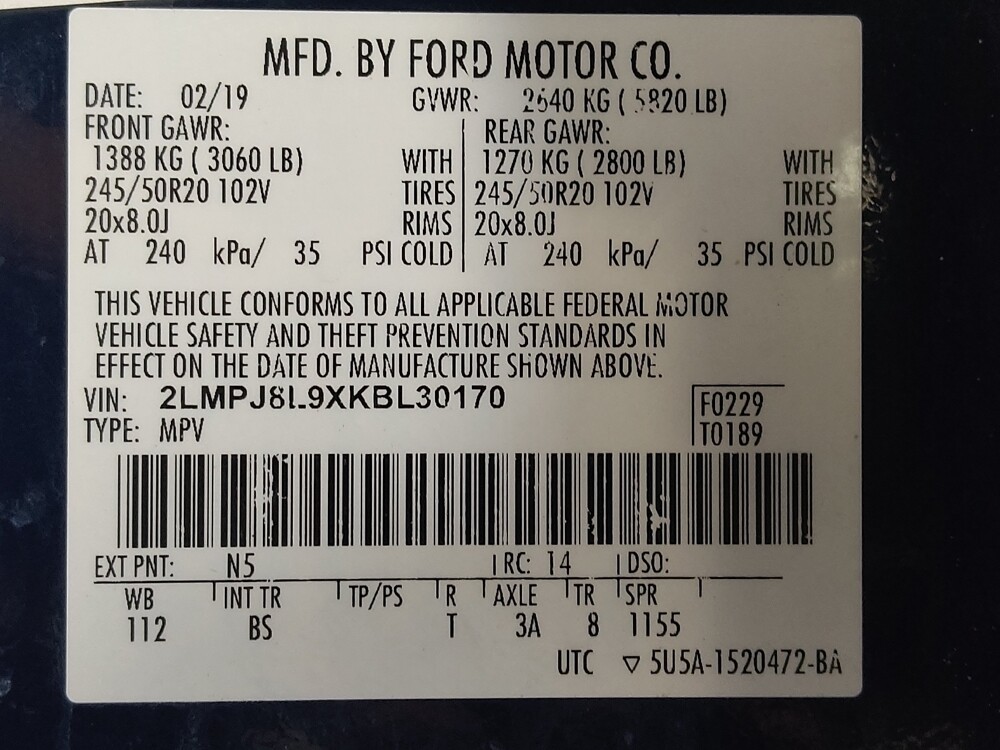 MFD. BY FORD MOTOR CO.
DATE: 02/19 GVWR: 2640 KG ( 5820 LB)
FRONT GAWR: REAR GAWR:
1388 KG ( 3060 LB) WITH 1270 KG ( 2800 LB) WITH
245/50R20 102V TIRES 245/50R20 102V TIRES
20x8.0J RIMS 20x8.0J RIMS
AT 240 kPa/ 35 PSI COLD AT 240 kPa/ 35 PSI COLD
THIS VEHICLE CONFORMS TO ALL APPLICABLE FEDERAL MOTOR
VEHICLE SAFETY AND THEFT PREVENTION STANDARDS IN
EFFECT ON THE DATE OF MANUFACTURE SHOWN ABOVE.
VIN: 2LMPJ8L9XKBL30170 F0229
TYPE: MPV T0189
EXT PNT: N5 RC: 14 DSO:
WB INT TR TP/PS R AXLE TR SPR
112 BS T 3A 8 1155
UTC ▽ 5U5A-1520472-BA